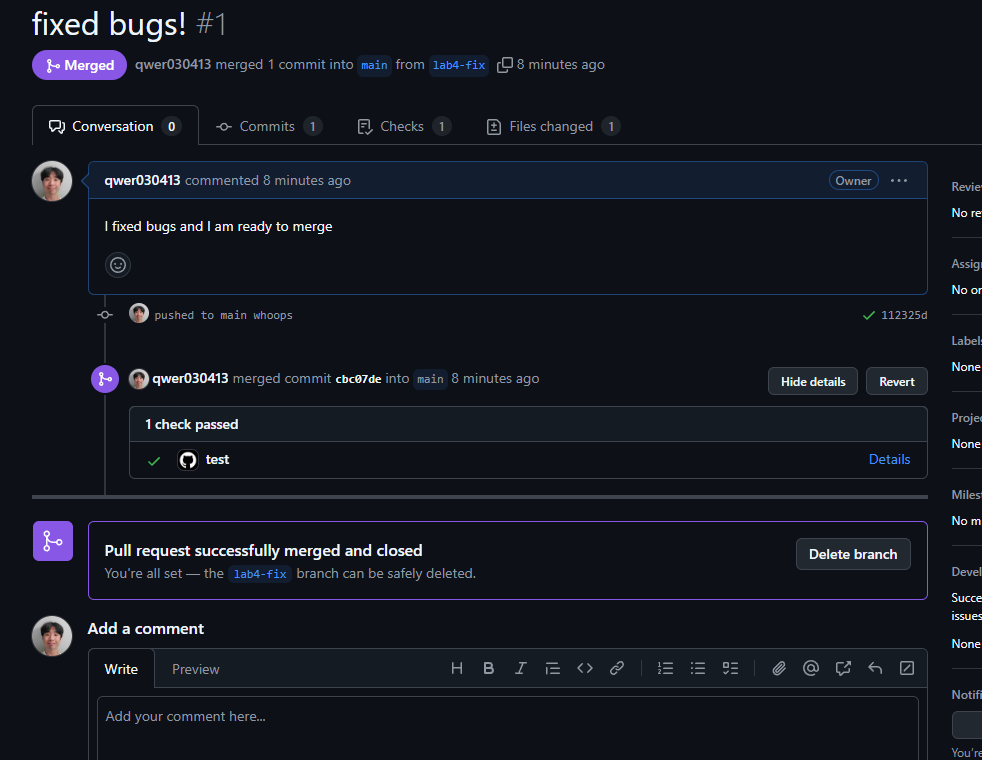 fixed bugs! #1
Merged qwer030413 merged 1 commit into main from lab4-fix 8 minutes ago
Conversation 0 Commits 1 Checks 1 Files changed 1
qwer030413 commented 8 minutes ago Owner
I fixed bugs and I am ready to merge
pushed to main whoops 112325d
qwer030413 merged commit cbc07de into main 8 minutes ago Hide details Revert
1 check passed
test Details
Pull request successfully merged and closed
You're all set — the lab4-fix branch can be safely deleted.
Delete branch
Add a comment
Write Preview
Add your comment here...
Revie
No re
Assig
No or
Labels
None
Projec
None
Milest
No m
Devel
Succe
issues
None
Notifi
You're